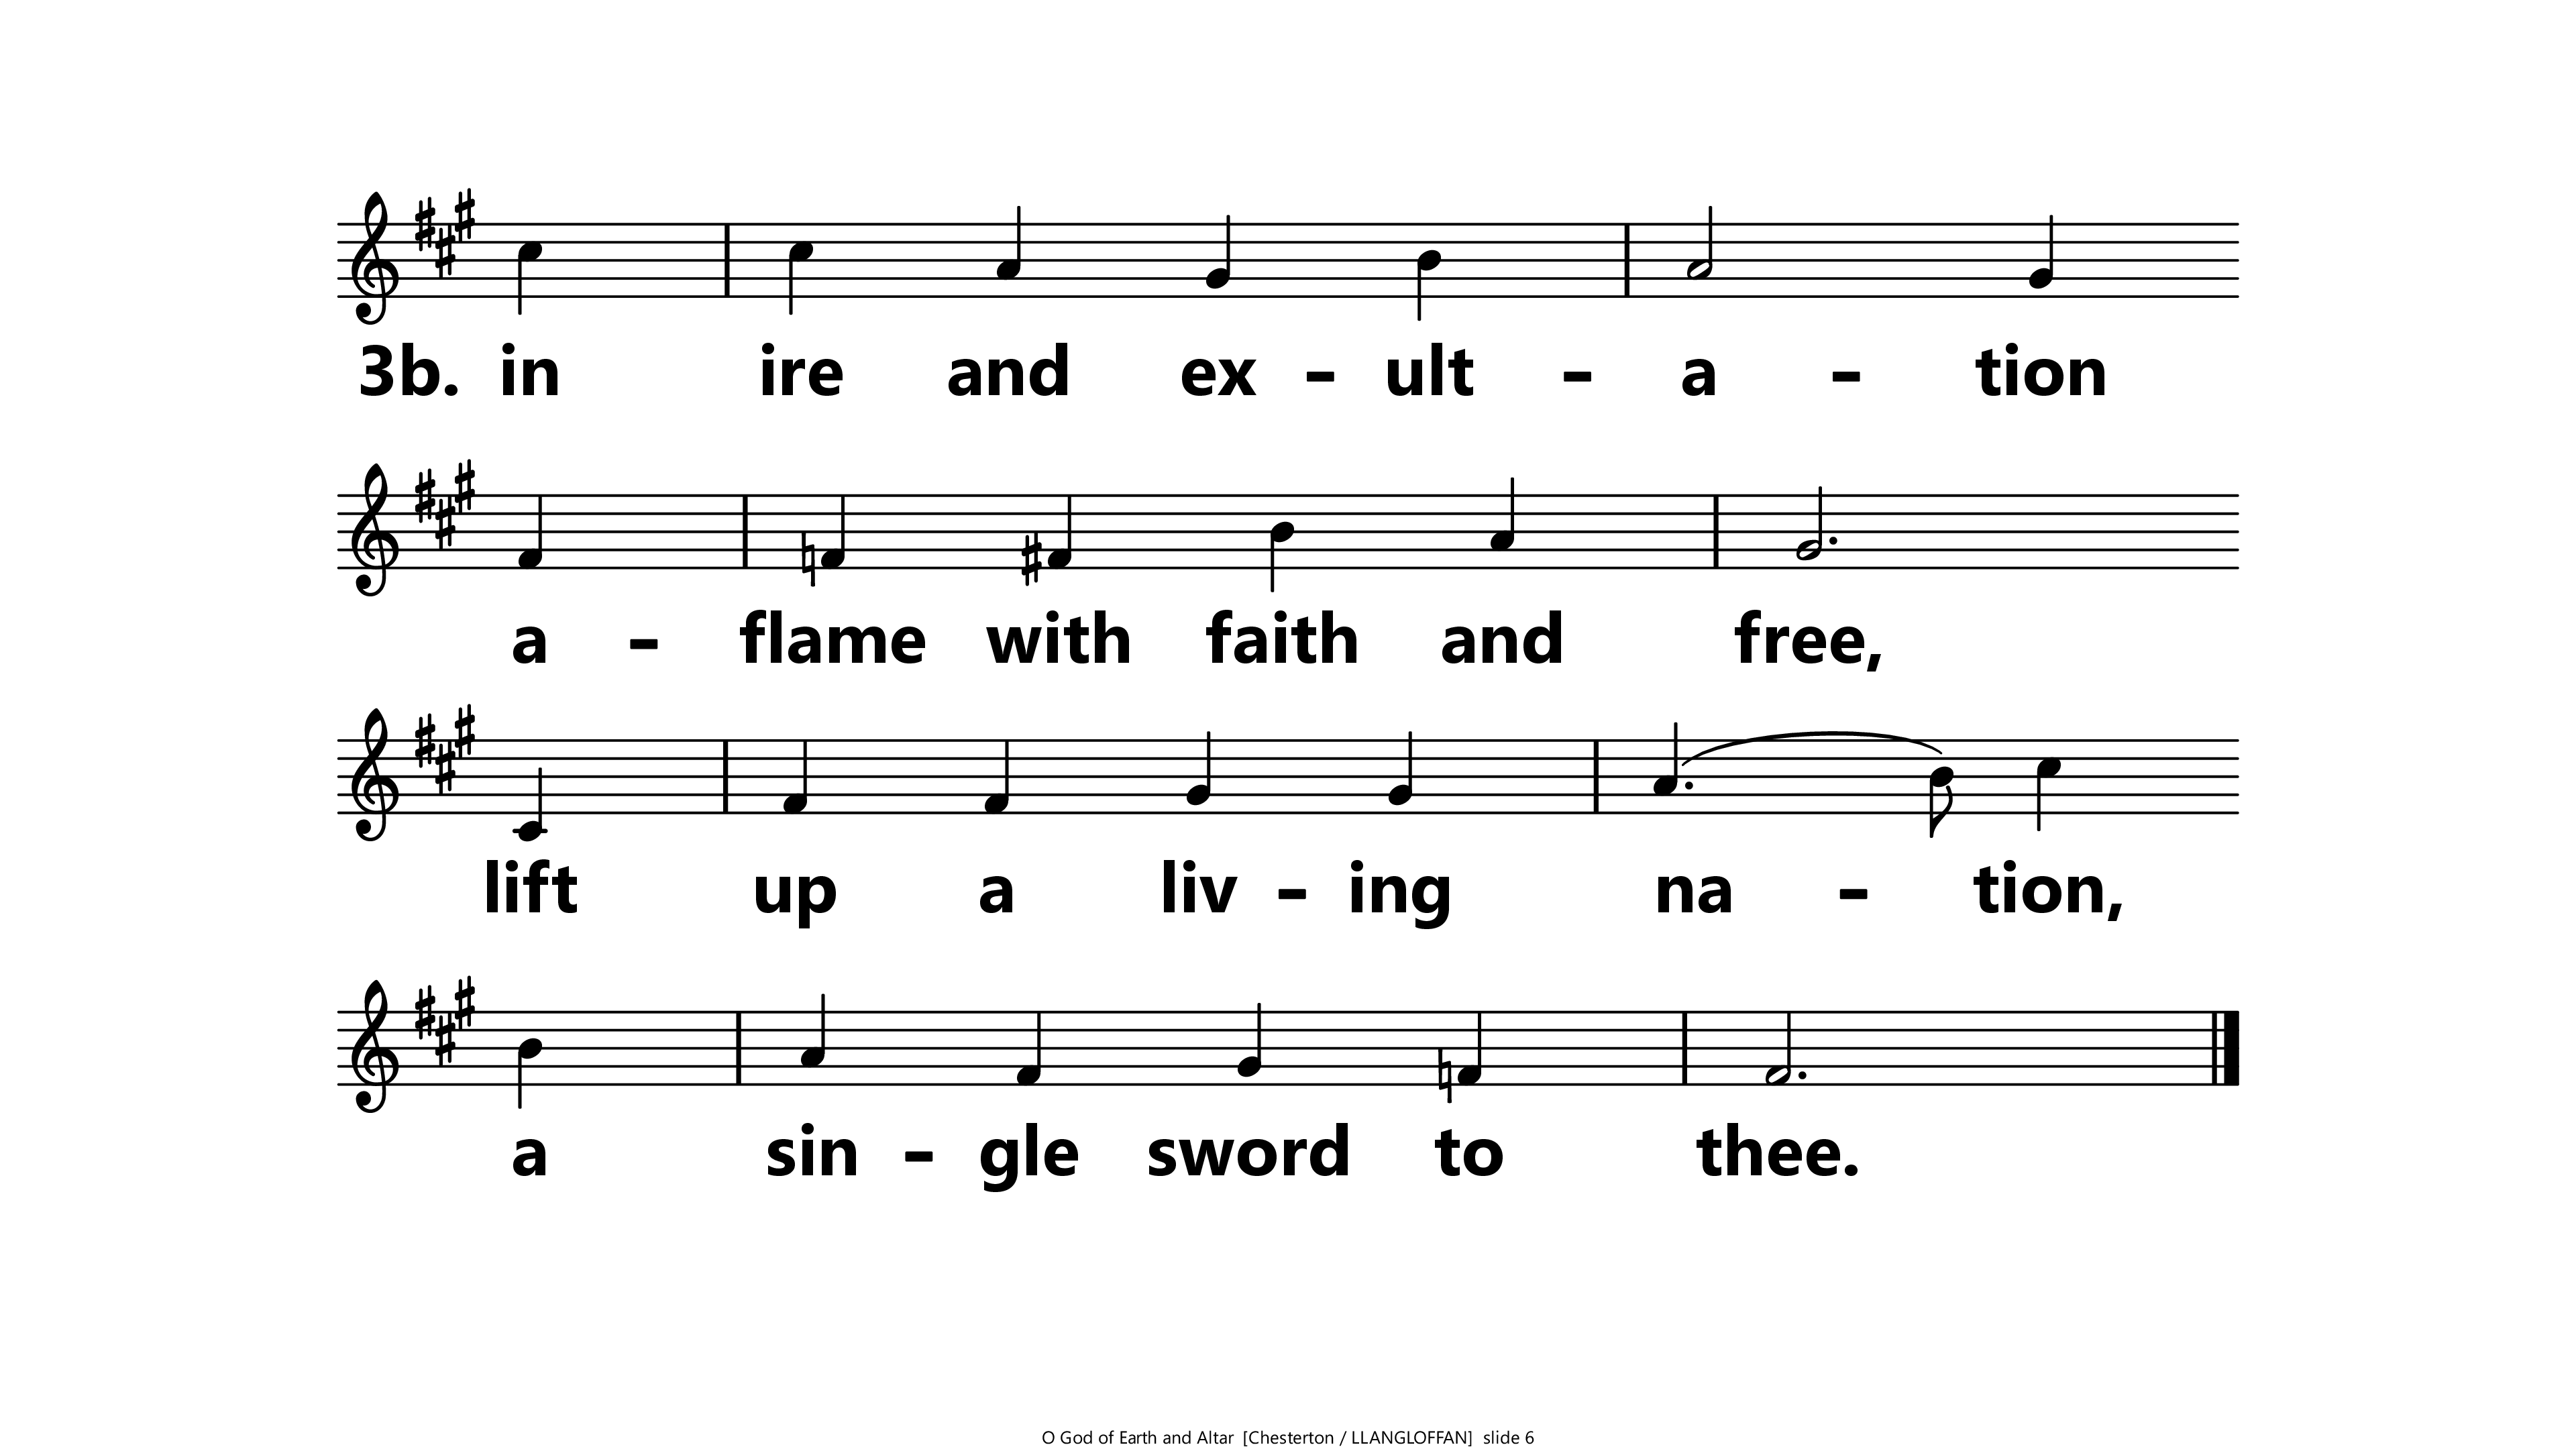 3b. in ire and ex - ult - a - tion
a - flame with faith and free,
lift up a liv - ing na - tion,
a sin - gle sword to thee.
O God of Earth and Altar [Chesterton / LLANGLOFFAN] slide 6